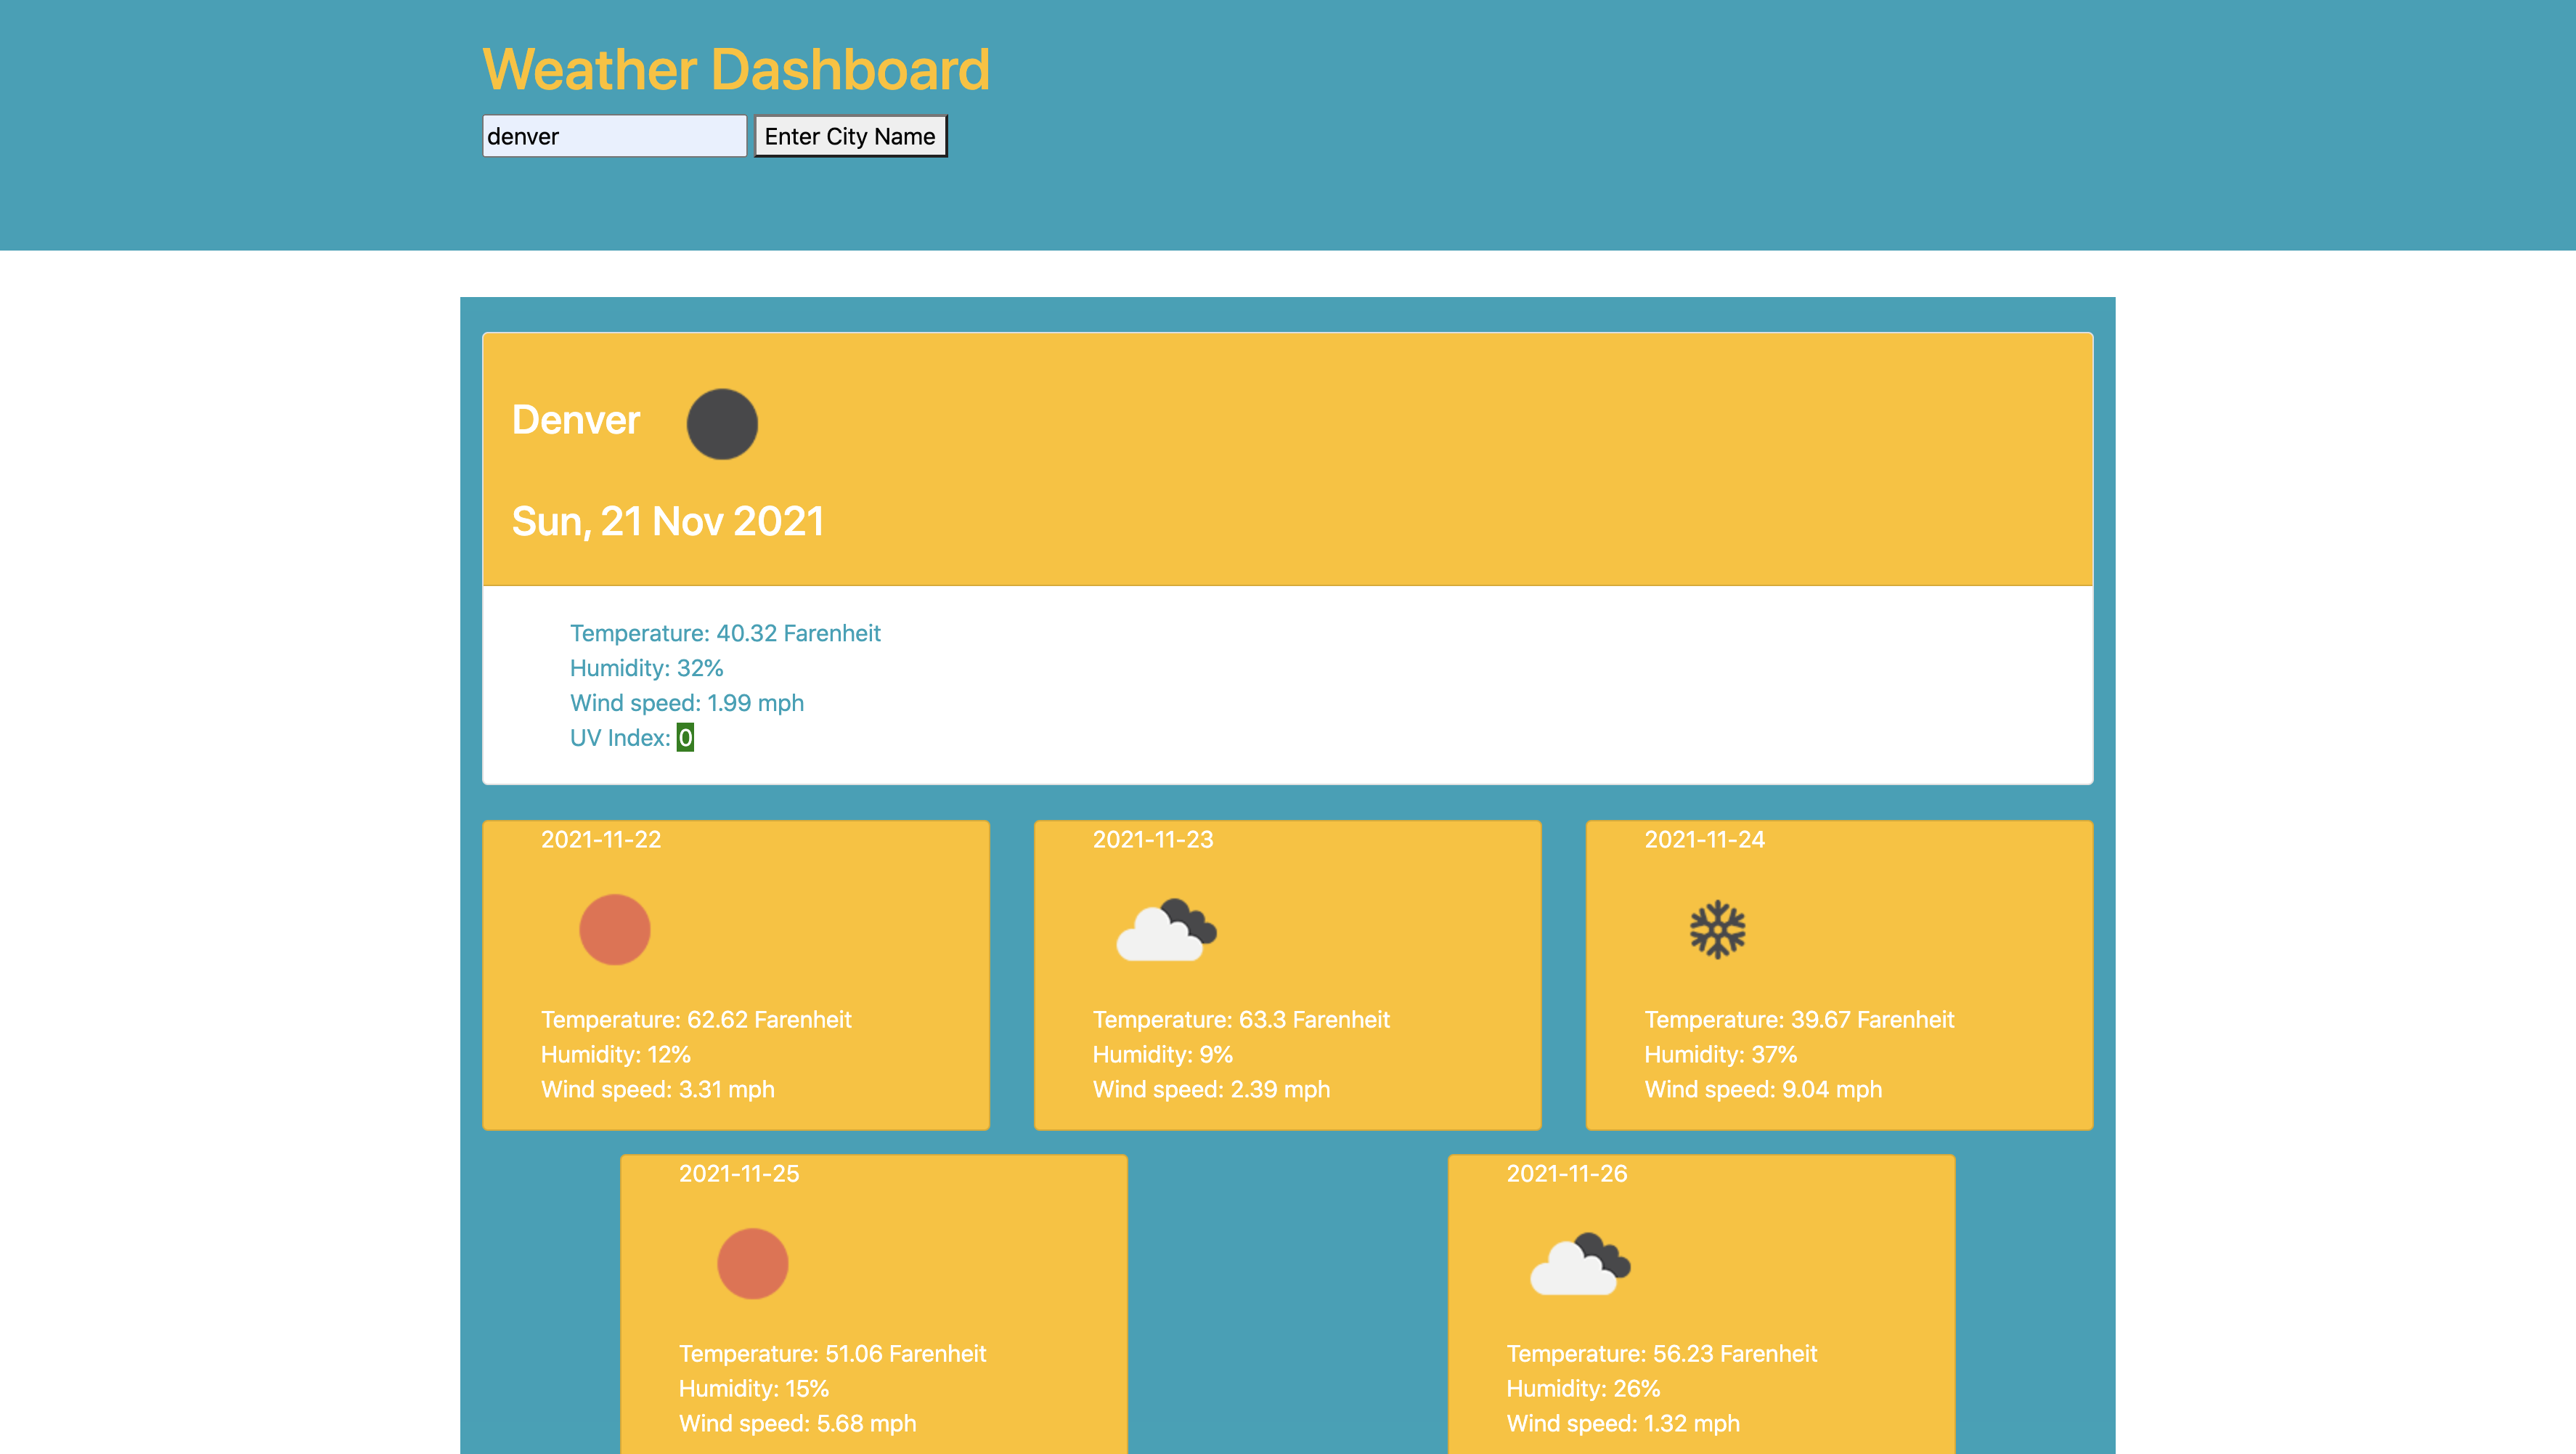 Weather Dashboard
denver
Enter City Name
Denver
Sun, 21 Nov 2021
Temperature: 40.32 Farenheit
Humidity: 32%
Wind speed: 1.99 mph
UV Index: 0
2021-11-22
Temperature: 62.62 Farenheit
Humidity: 12%
Wind speed: 3.31 mph
2021-11-23
Temperature: 63.3 Farenheit
Humidity: 9%
Wind speed: 2.39 mph
2021-11-24
Temperature: 39.67 Farenheit
Humidity: 37%
Wind speed: 9.04 mph
2021-11-25
Temperature: 51.06 Farenheit
Humidity: 15%
Wind speed: 5.68 mph
2021-11-26
Temperature: 56.23 Farenheit
Humidity: 26%
Wind speed: 1.32 mph